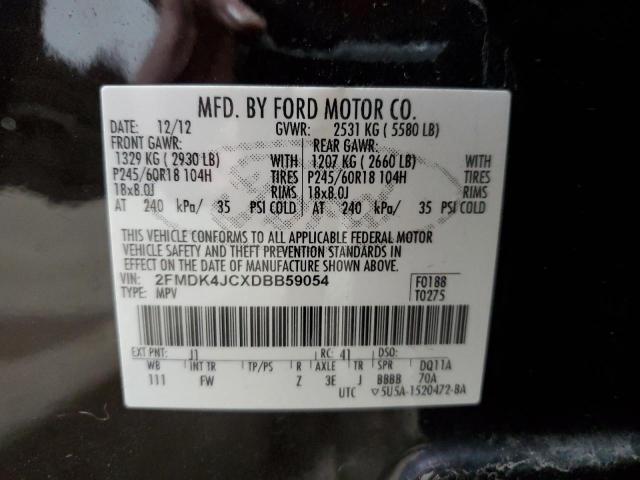 MFD. BY FORD MOTOR CO.
DATE: 12/12 GVWR: 2531 KG ( 5580 LB)
FRONT GAWR: REAR GAWR:
1329 KG ( 2930 LB) 1207 KG ( 2660 LB)
P245/60R18 104H TIRES P245/60R18 104H TIRES
18x8.0J RIMS 18x8.0J RIMS
AT 240 kPa/ 35 PSI COLD AT 240 kPa/ 35 PSI COLD
THIS VEHICLE CONFORMS TO ALL APPLICABLE FEDERAL MOTOR
VEHICLE SAFETY AND THEFT PREVENTION STANDARDS IN
EFFECT ON THE DATE OF MANUFACTURE SHOWN ABOVE.
VIN: 2FMDK4JCXDBB59054 F0188
TYPE: MPV T0275
EXT PNT: J1 RC: 41 DSO:
WB INT TR TP/PS R AXLE TR SPR DQ11A
111 FW Z 3E J BBBB 70A
UTC ▽5U5A-1520472-BA